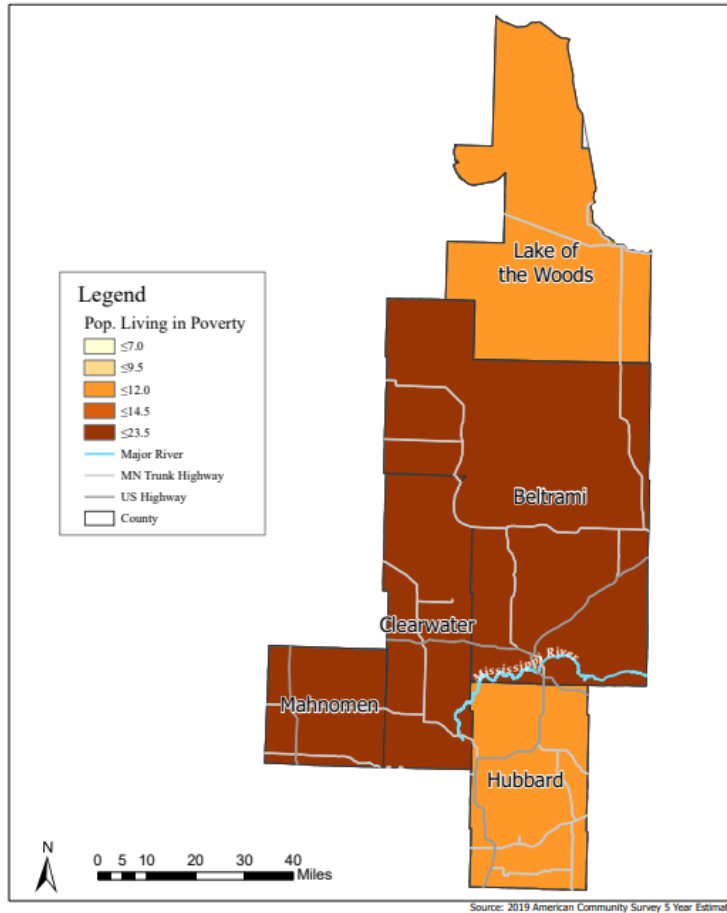 Lake of
the Woods
Legend
Pop. Living in Poverty
≤7.0
≤9.5
≤12.0
≤14.5
≤23.5
Major River
MN Trunk Highway
US Highway
County
Beltrami
Clearwater
Mississippi River
Mahnomen
Hubbard
N
0 5 10 20 30 40
Miles
Source: 2019 American Community Survey 5 Year Estimat